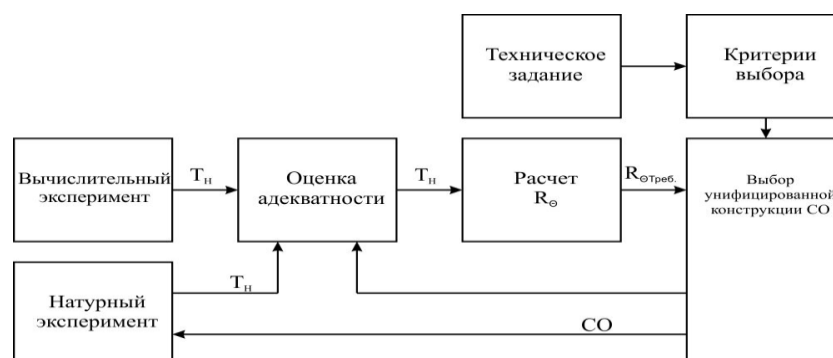 Техническое
задание
Критерии
выбора
Вычислительный
эксперимент
Tн
Оценка
адекватности
Tн
Расчет
RΘ
RΘТреб.
Выбор
унифицированной
конструкции СО
Натурный
эксперимент
Tн
СО